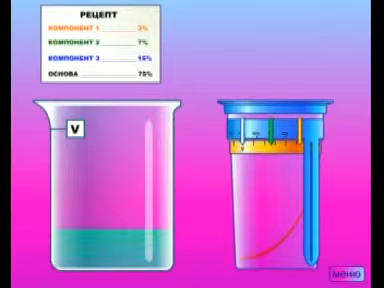 РЕЦЕПТ
КОМПОНЕНТ 1 3%
КОМПОНЕНТ 2 7%
КОМПОНЕНТ 3 15%
ОСНОВА 75%
V
меню